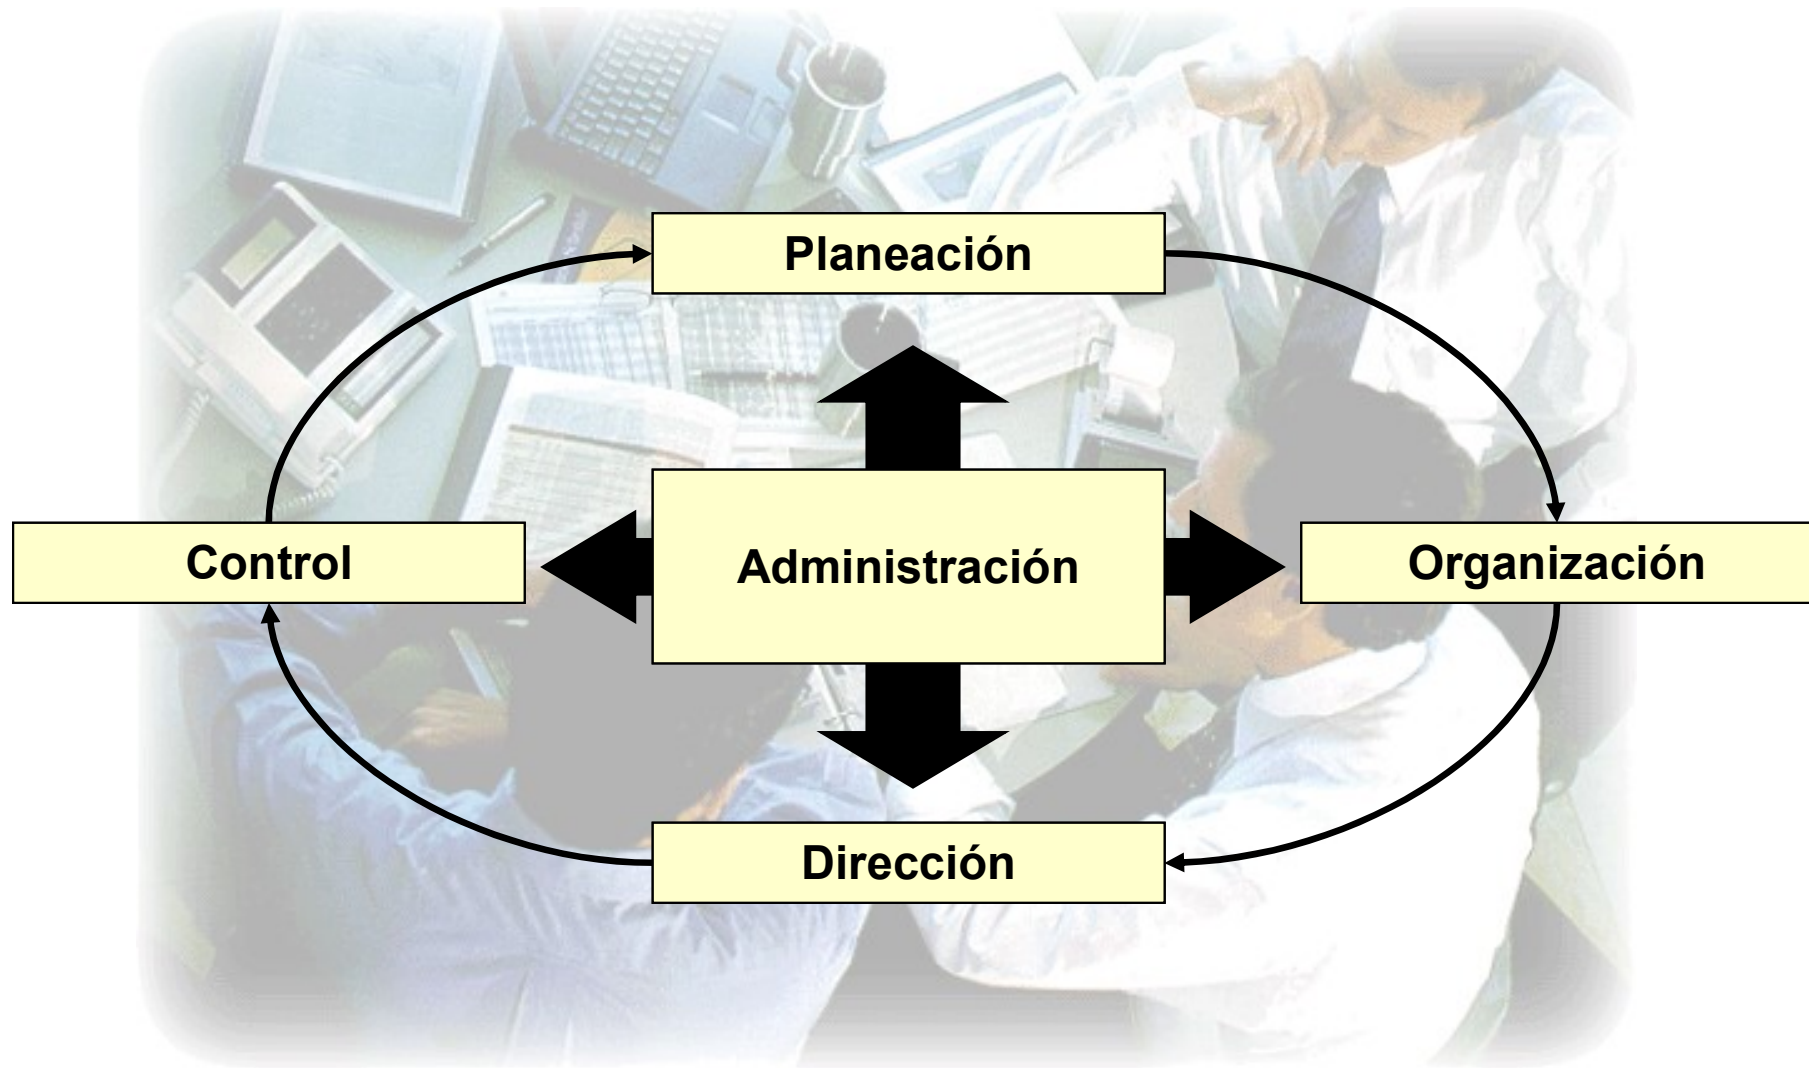 Planeación
Control
Administración
Organización
Dirección